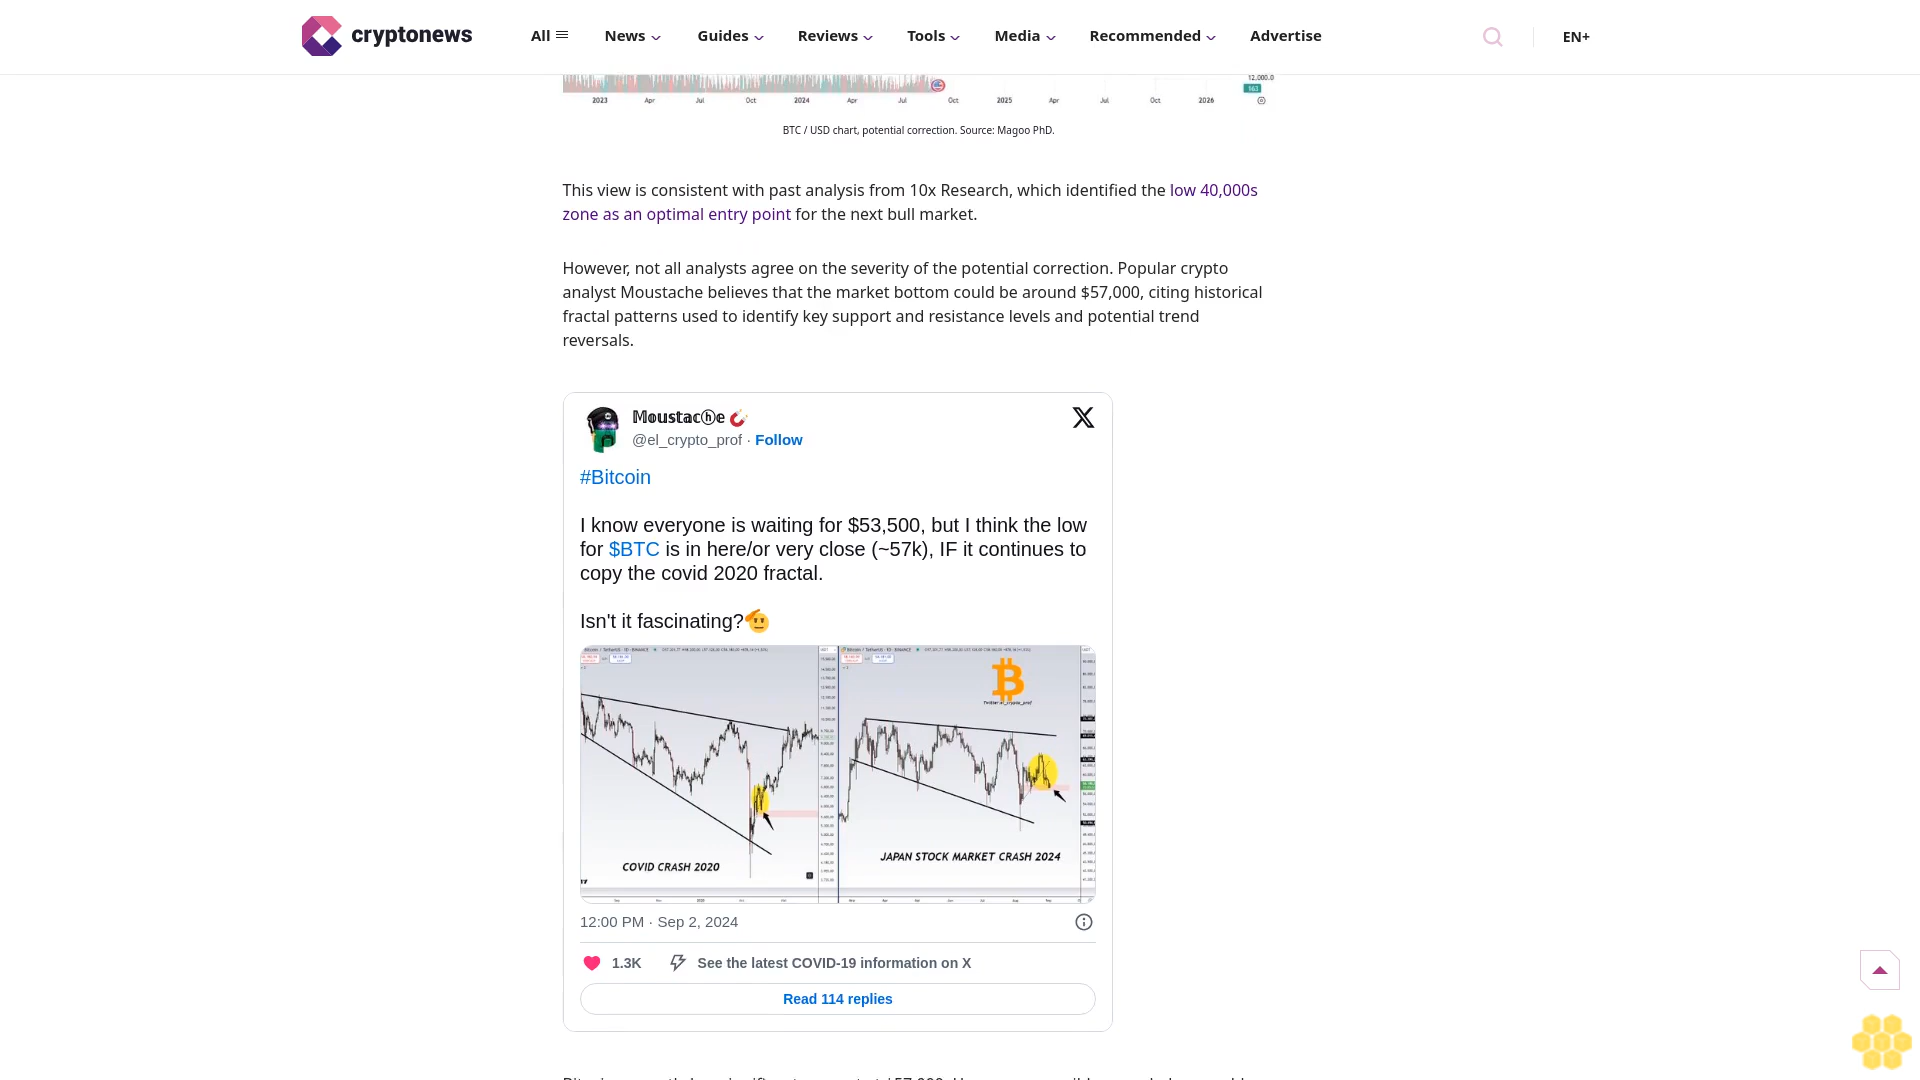 cryptonews
All
News
Guides
Reviews
Tools
Media
Recommended
Advertise
EN+
12,000.0
163
2023 Apr Jul Oct 2024 Apr Jul Oct 2025 Apr Jul Oct 2026
BTC / USD chart, potential correction. Source: Magoo PhD.
This view is consistent with past analysis from 10x Research, which identified the low 40,000s
zone as an optimal entry point for the next bull market.
However, not all analysts agree on the severity of the potential correction. Popular crypto
analyst Moustache believes that the market bottom could be around $57,000, citing historical
fractal patterns used to identify key support and resistance levels and potential trend
reversals.
𝕄𝕠𝕦𝕤𝕥𝕒𝕔ⓗ𝕖 🧲
@el_crypto_prof · Follow
#Bitcoin
I know everyone is waiting for $53,500, but I think the low
for $BTC is in here/or very close (~57k), IF it continues to
copy the covid 2020 fractal.
Isn't it fascinating?🫡
COVID CRASH 2020
JAPAN STOCK MARKET CRASH 2024
12:00 PM · Sep 2, 2024
1.3K
See the latest COVID-19 information on X
Read 114 replies